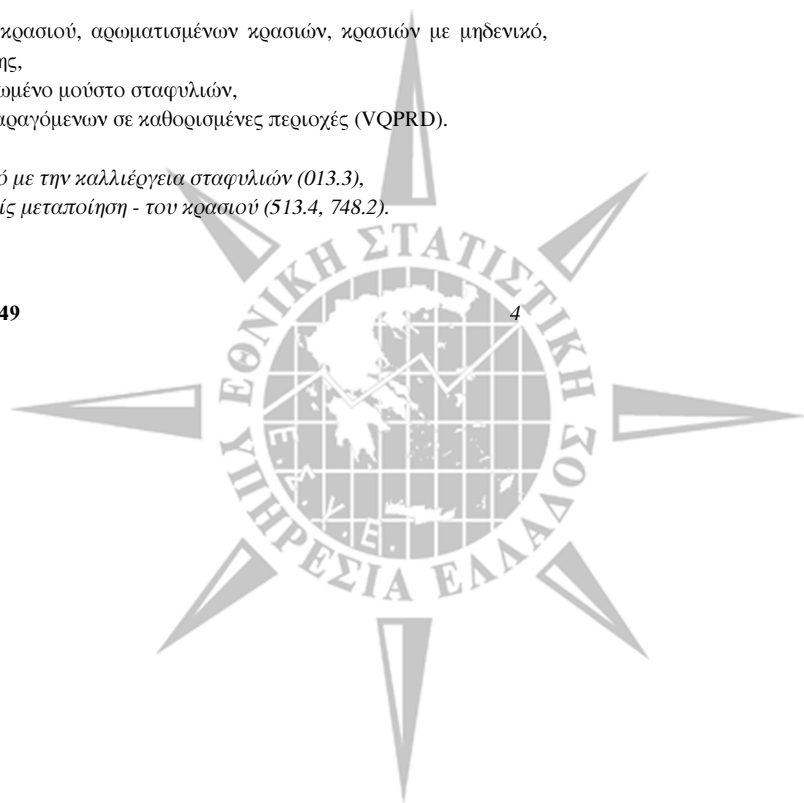 κρασιού, αρωματισμένων κρασιών, κρασιών με μηδενικό,
ης,
ωμένο μούστο σταφυλιών,
αραγόμενων σε καθορισμένες περιοχές (VQPRD).
ό με την καλλιέργεια σταφυλιών (013.3),
ίς μεταποίηση - του κρασιού (513.4, 748.2).
49 4
ΕΘΝΙΚΗ ΣΤΑΤΙΣΤΙΚΗ
ΥΠΗΡΕΣΙΑ ΕΛΛΑΔΟΣ
Ε.Σ.Υ.Ε.